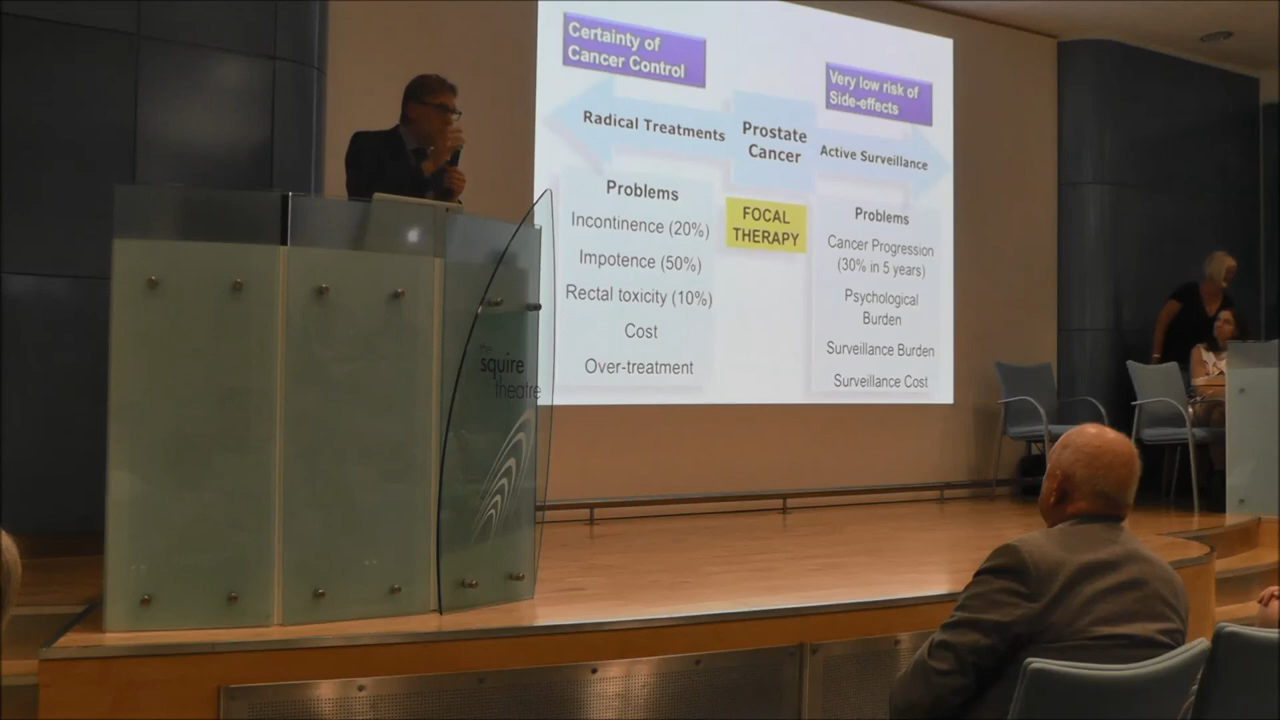 Certainty of
Cancer Control
Very low risk of
Side-effects
Radical Treatments
Prostate
Cancer
Active Surveillance
Problems
Incontinence (20%)
Impotence (50%)
Rectal toxicity (10%)
Cost
Over-treatment
FOCAL
THERAPY
Problems
Cancer Progression
(30% in 5 years)
Psychological
Burden
Surveillance Burden
Surveillance Cost
the
squire
theatre